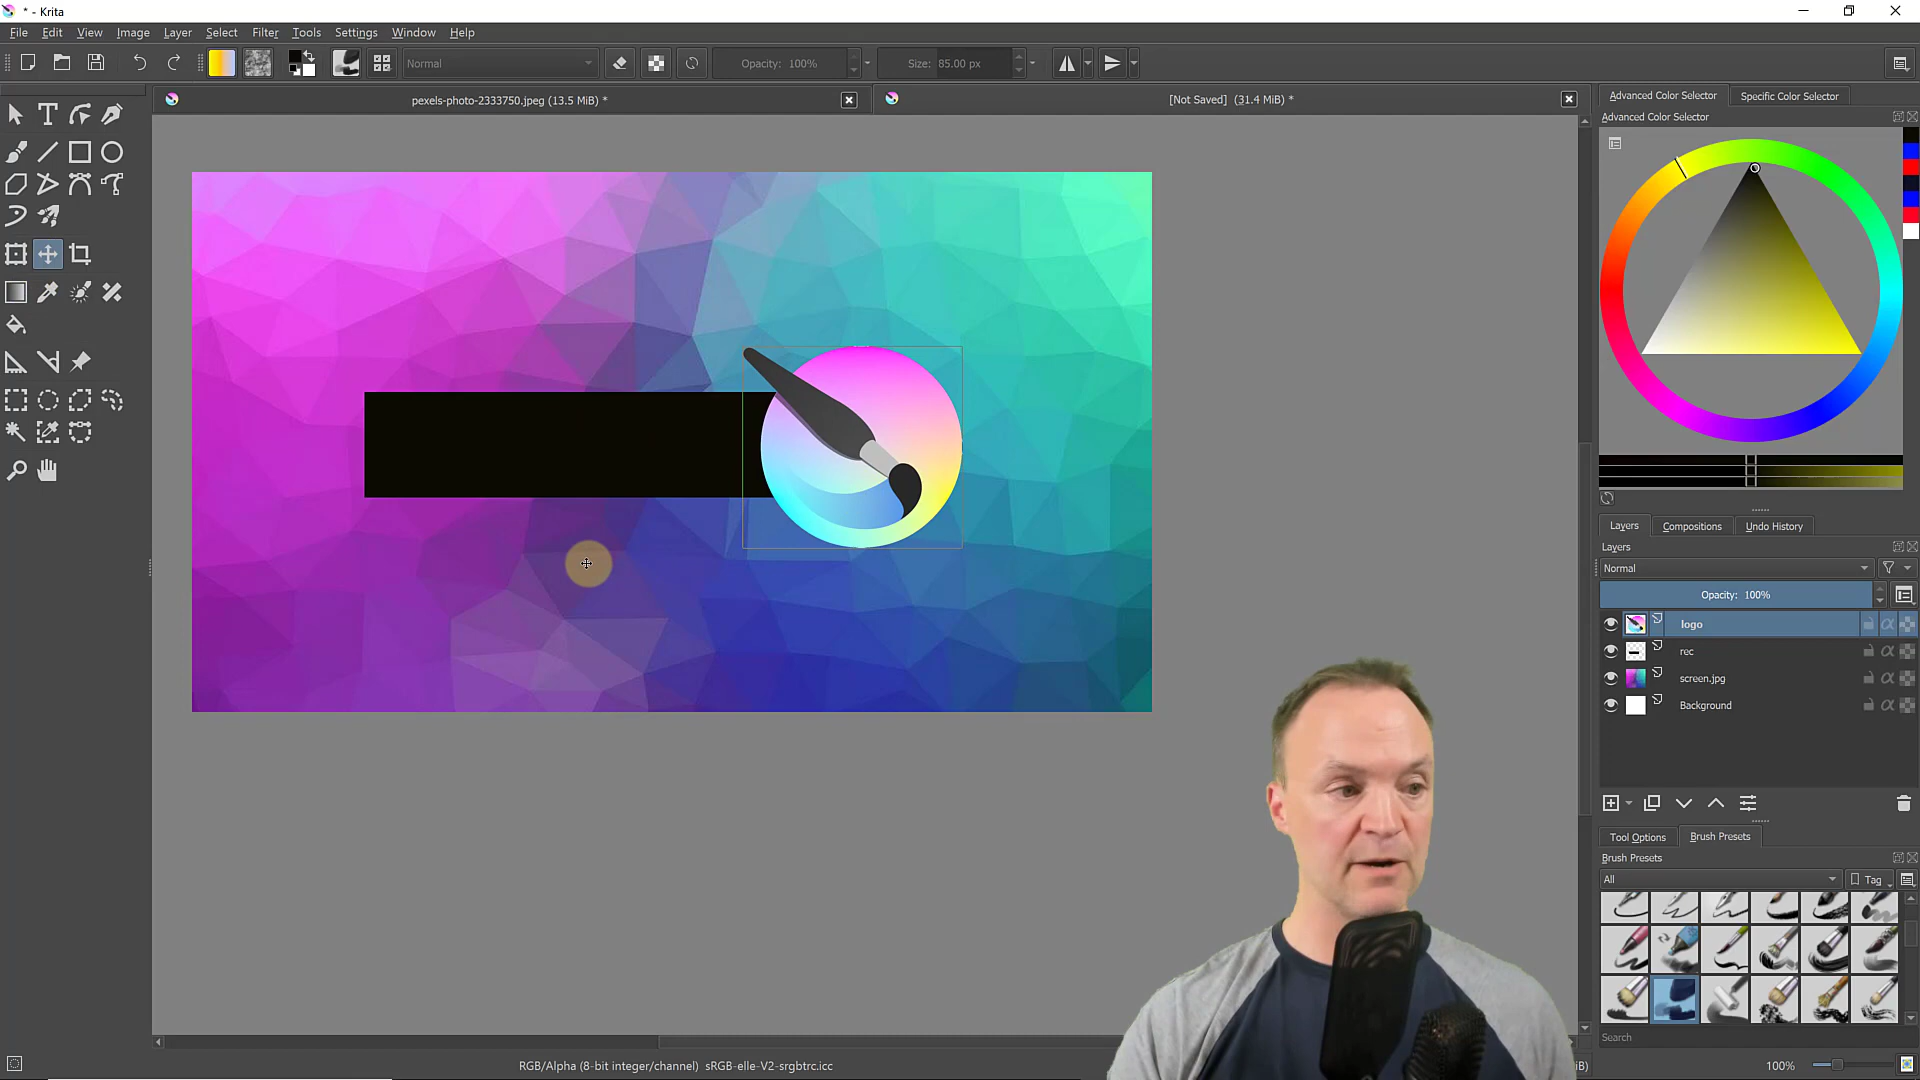 * - Krita
File Edit View Image Layer Select Filter Tools Settings Window Help
Normal
Opacity: 100%
Size: 85.00 px
pexels-photo-2333750.jpeg (13.5 MiB) *
[Not Saved] (31.4 MiB) *
Advanced Color Selector
Specific Color Selector
Advanced Color Selector
Layers
Compositions
Undo History
Layers
Normal
Opacity: 100%
logo
rec
screen.jpg
Background
Tool Options
Brush Presets
Brush Presets
All
Tag
Search
RGB/Alpha (8-bit integer/channel) sRGB-elle-V2-srgbtrc.icc
iB)
100%